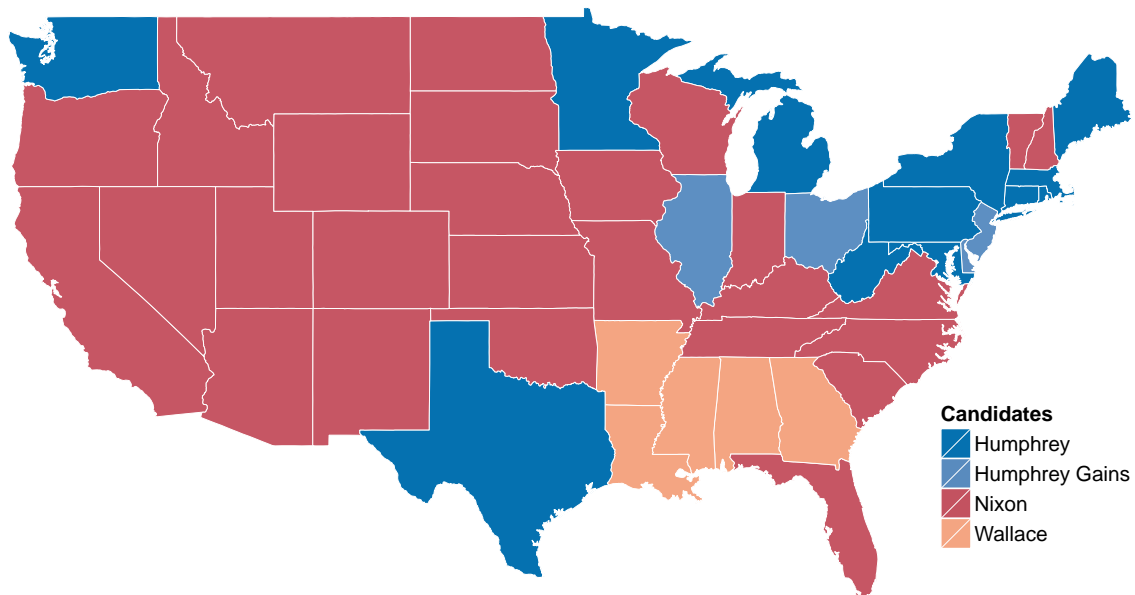 Candidates
Humphrey
Humphrey Gains
Nixon
Wallace